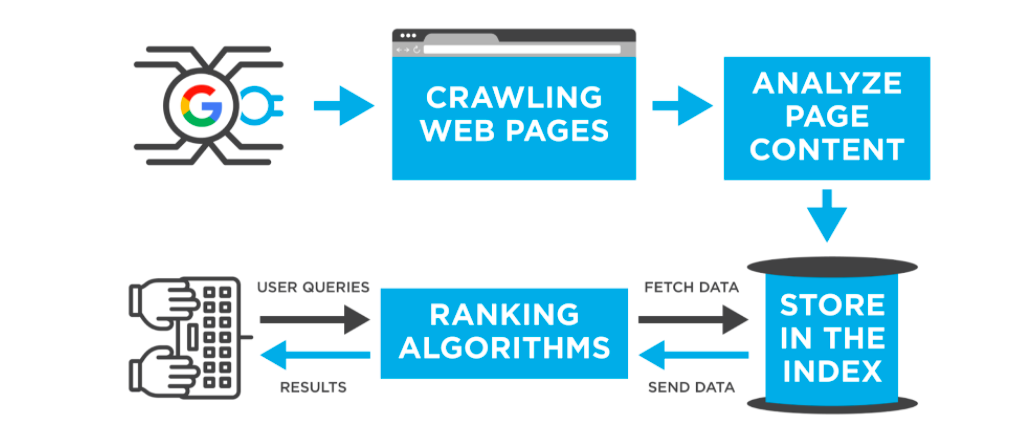 G
CRAWLING
WEB PAGES
ANALYZE
PAGE
CONTENT
USER QUERIES
RESULTS
RANKING
ALGORITHMS
FETCH DATA
SEND DATA
STORE
IN THE
INDEX